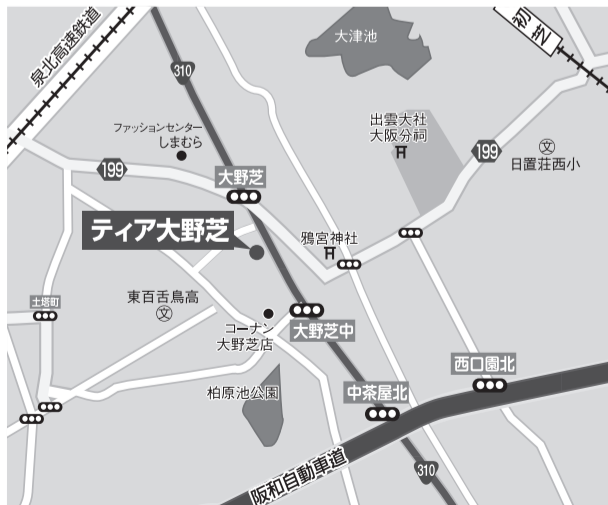 泉北高速鉄道
310
大津池
初芝
ファッションセンター
しまむら
出雲大社
大阪分祠
199
文
日置荘西小
199
大野芝
ティア大野芝
鴉宮神社
東百舌鳥高
文
土塔町
コーナン
大野芝店
大野芝中
柏原池公園
中茶屋北
西口園北
阪和自動車道
310